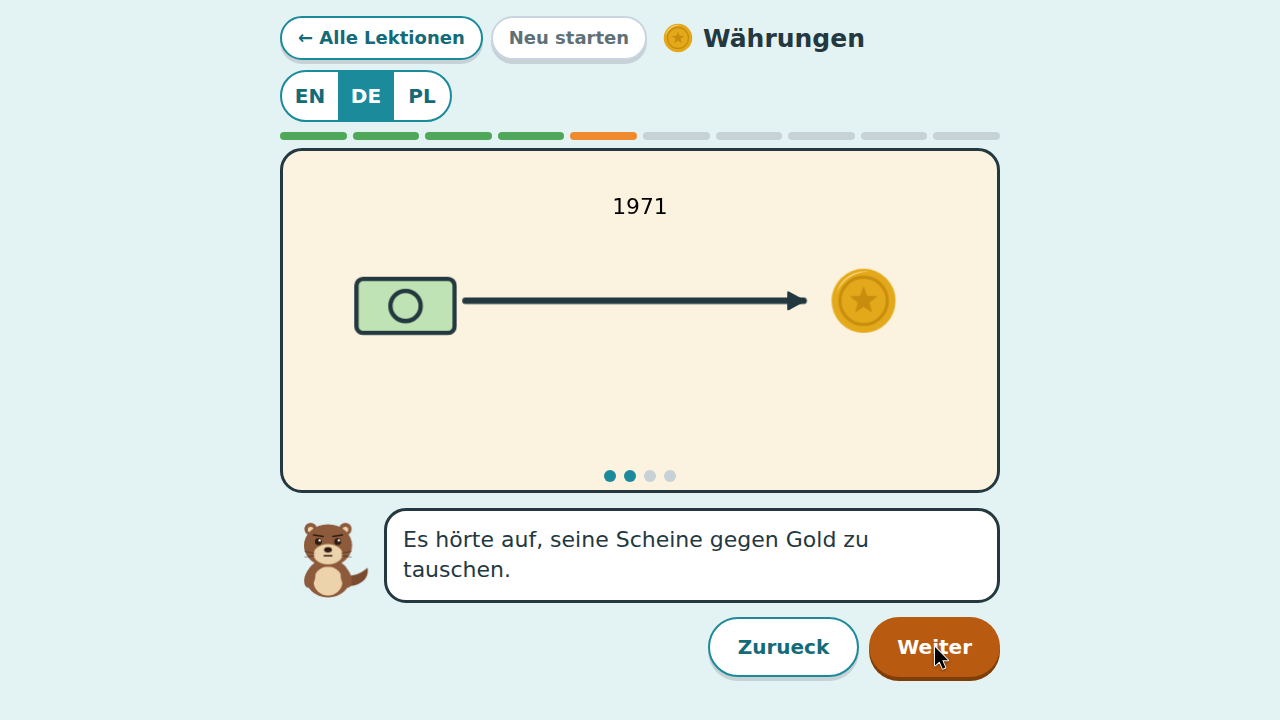 ← Alle Lektionen
Neu starten
Währungen
EN
DE
PL
1971
Es hörte auf, seine Scheine gegen Gold zu
tauschen.
Zurueck
Weiter